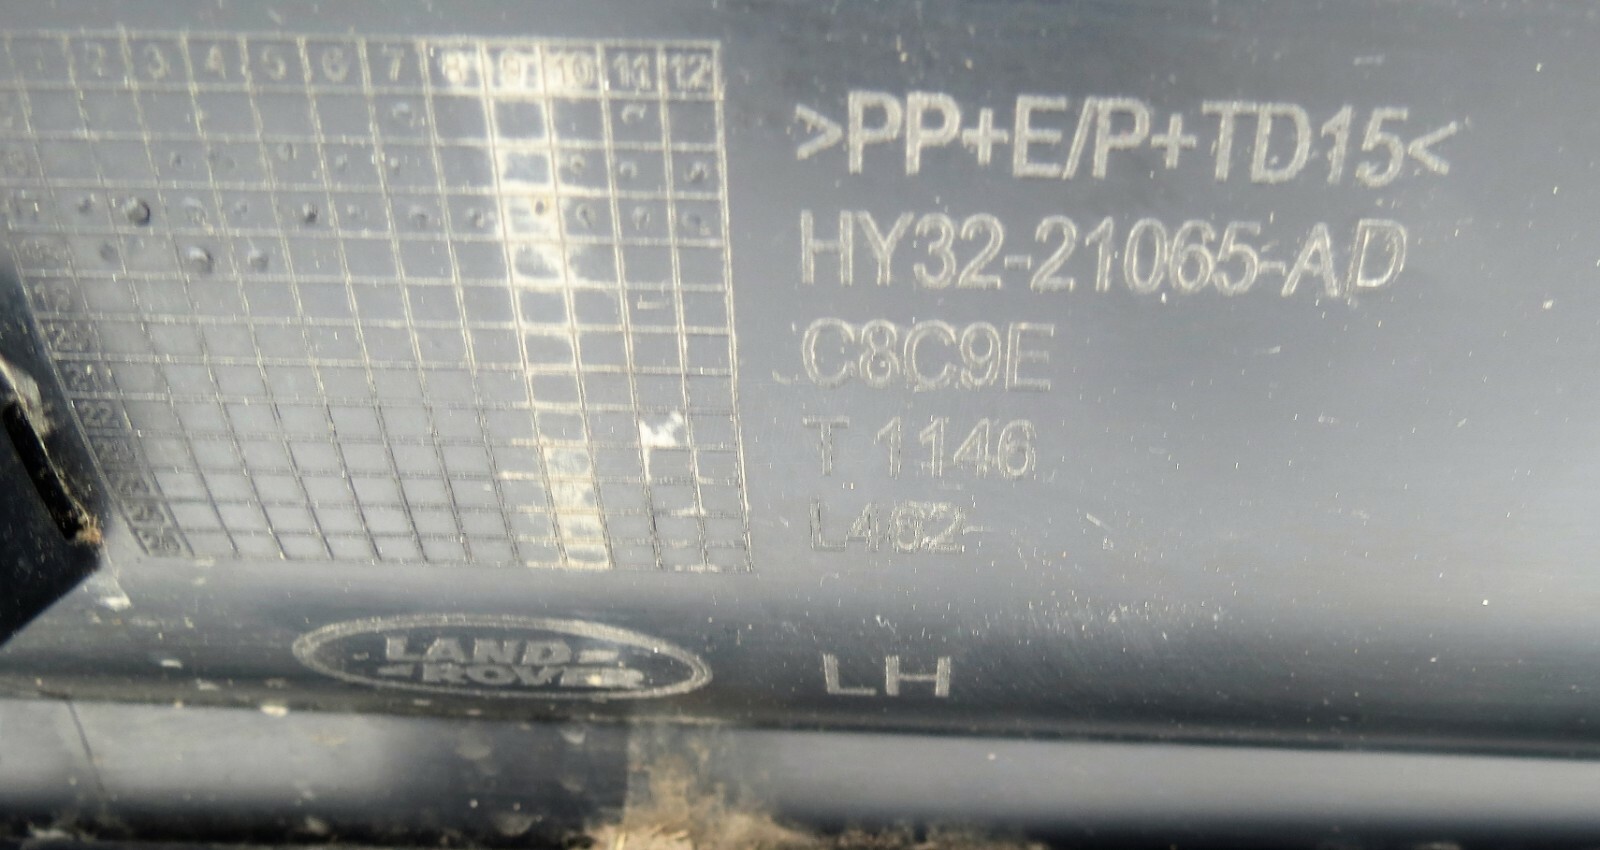 1 2 3 4 5 6 7 8 9 10 11 12
>PP+E/P+TD15<
HY32-21065-AD
C8C9E
T 1146
L462
22
LAND
ROVER
LH